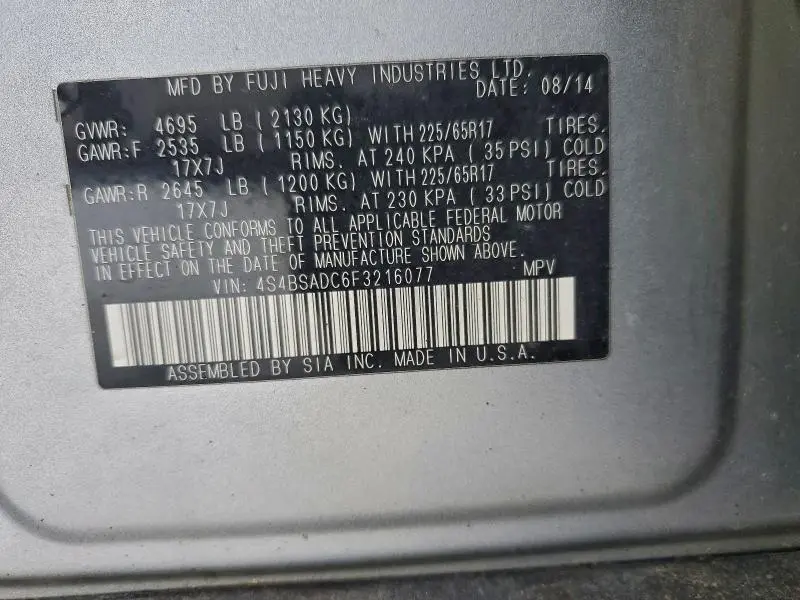 MFD BY FUJI HEAVY INDUSTRIES LTD.
DATE: 08/14
GVWR: 4695 LB ( 2130 KG)
GAWR:F 2535 LB ( 1150 KG) WITH 225/65R17 TIRES.
17X7J RIMS. AT 240 KPA ( 35 PSI) COLD
GAWR:R 2645 LB ( 1200 KG) WITH 225/65R17 TIRES.
17X7J RIMS. AT 230 KPA ( 33 PSI) COLD
THIS VEHICLE CONFORMS TO ALL APPLICABLE FEDERAL MOTOR
VEHICLE SAFETY AND THEFT PREVENTION STANDARDS
IN EFFECT ON THE DATE OF MANUFACTURE SHOWN ABOVE.
VIN: 4S4BSADC6F3216077 MPV
ASSEMBLED BY SIA INC. MADE IN U.S.A.